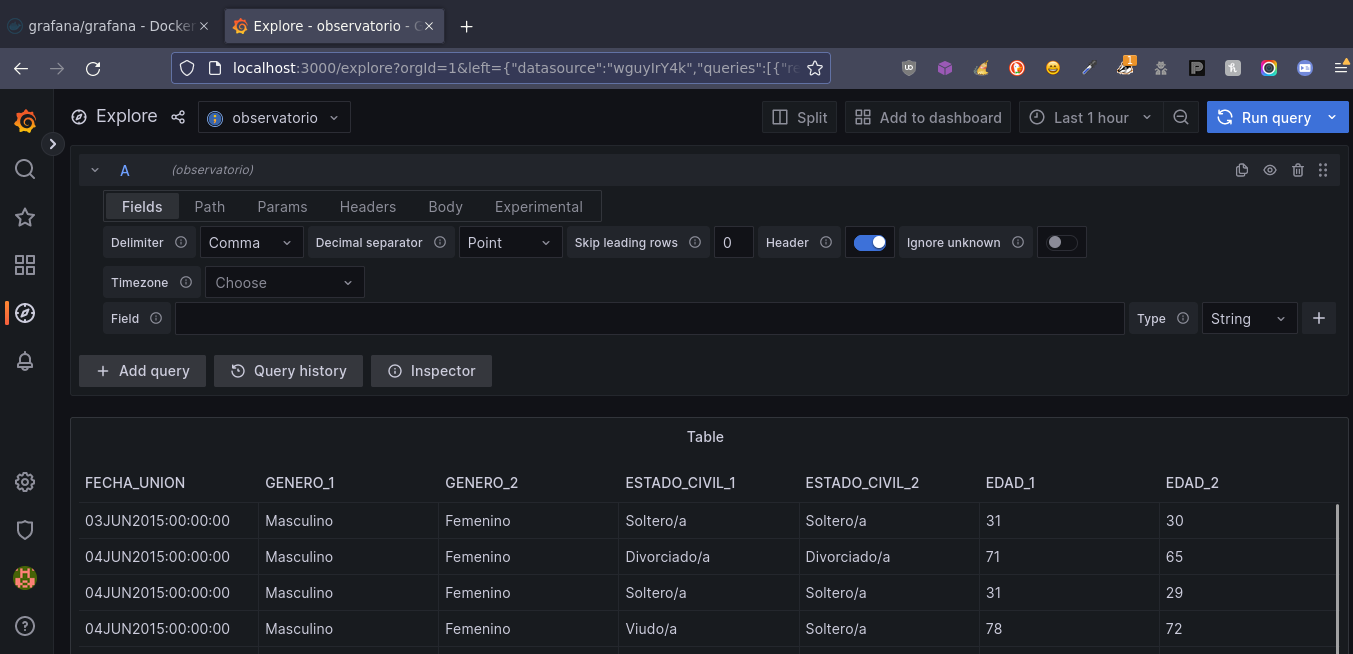 grafana/grafana - Docker
Explore - observatorio - G
localhost:3000/explore?orgId=1&left={"datasource":"wguyIrY4k","queries":[{"re
1
Explore
observatorio
Split
Add to dashboard
Last 1 hour
Run query
A (observatorio)
Fields Path Params Headers Body Experimental
Delimiter Comma Decimal separator Point Skip leading rows 0 Header Ignore unknown
Timezone Choose
Field Type String +
+ Add query Query history Inspector
Table
FECHA_UNION GENERO_1 GENERO_2 ESTADO_CIVIL_1 ESTADO_CIVIL_2 EDAD_1 EDAD_2
03JUN2015:00:00:00 Masculino Femenino Soltero/a Soltero/a 31 30
04JUN2015:00:00:00 Masculino Femenino Divorciado/a Divorciado/a 71 65
04JUN2015:00:00:00 Masculino Femenino Soltero/a Soltero/a 31 29
04JUN2015:00:00:00 Masculino Femenino Viudo/a Soltero/a 78 72